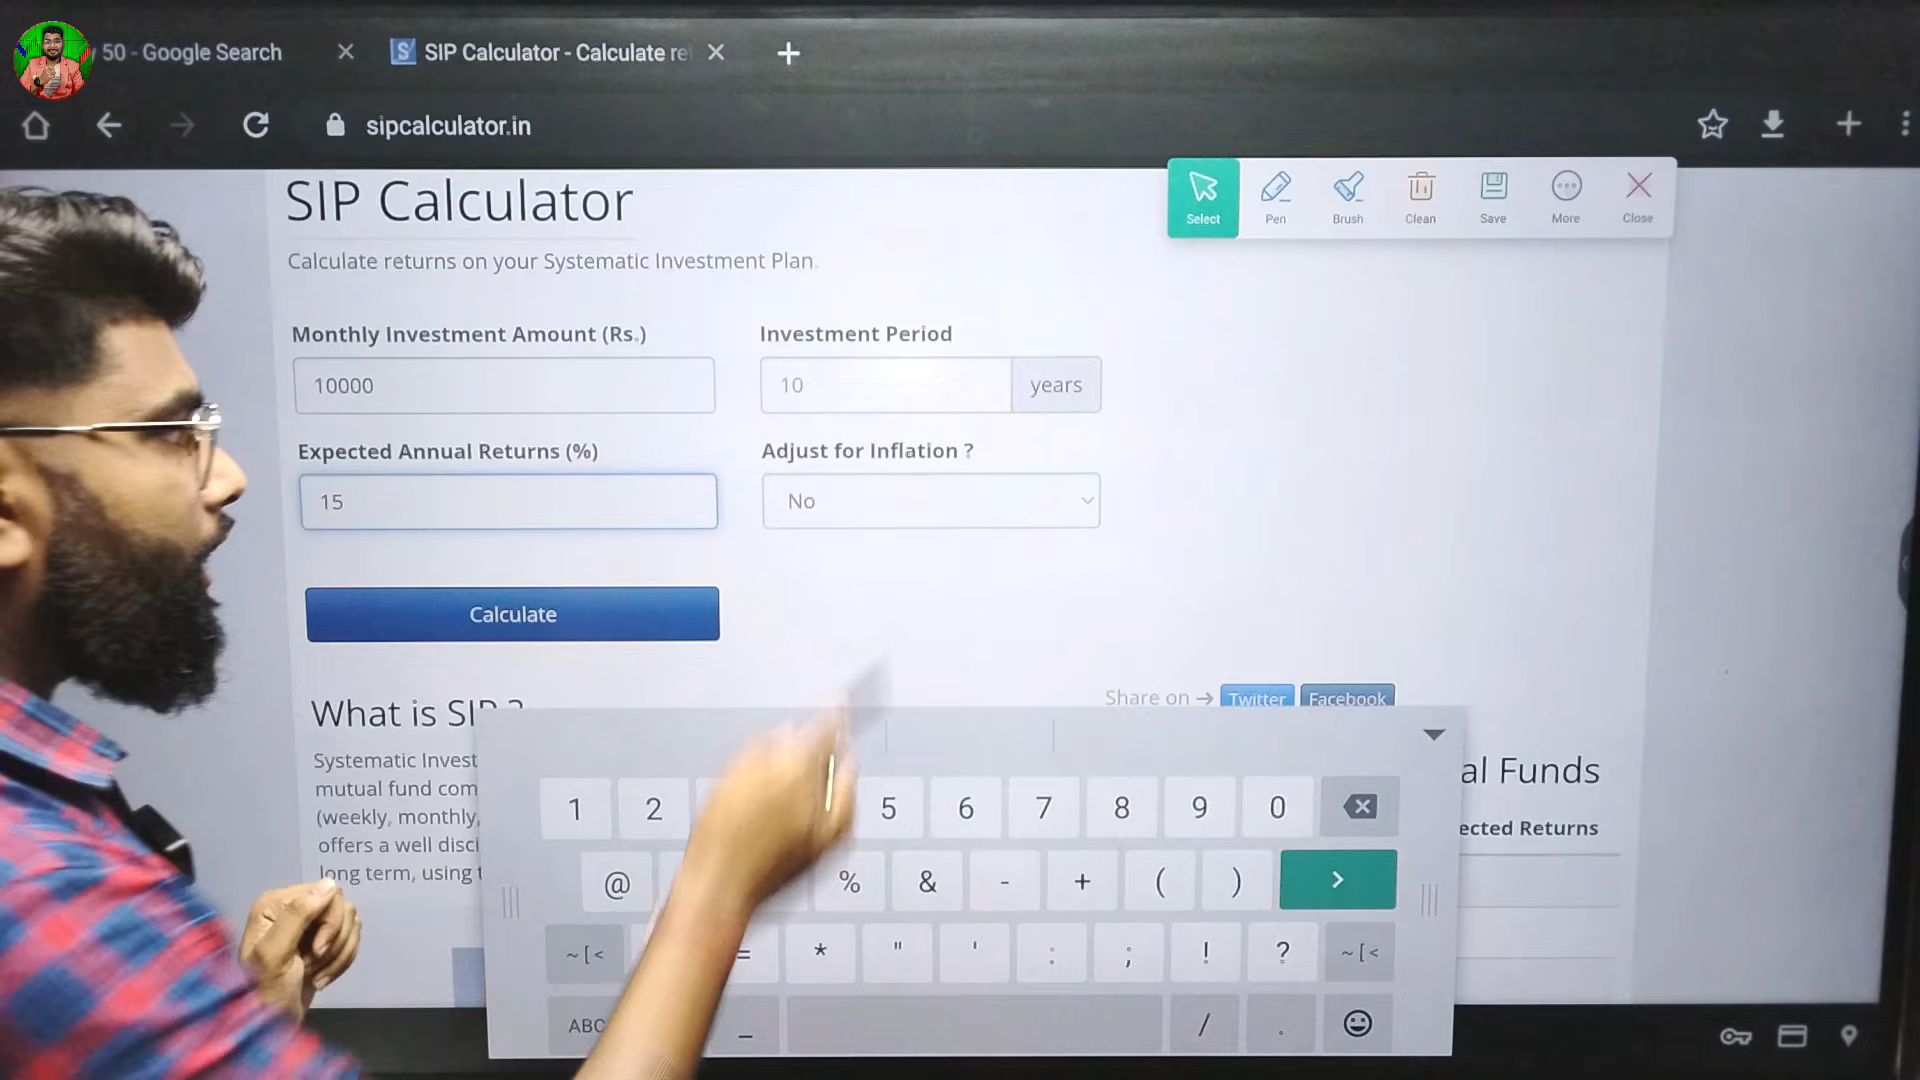 50 - Google Search
SIP Calculator - Calculate re
sipcalculator.in
SIP Calculator
Calculate returns on your Systematic Investment Plan.
Select Pen Brush Clean Save More Close
Monthly Investment Amount (Rs.)
10000
Investment Period
10 years
Expected Annual Returns (%)
15
Adjust for Inflation ?
No
Calculate
What is SIP ?
Share on → Twitter Facebook
Systematic Invest
mutual fund com
(weekly, monthly,
offers a well disci
long term, using t
al Funds
ected Returns
1 2 5 6 7 8 9 0
@ % & - + ( )
~[< = * " ' : ; ! ? ~[<
ABC _ / .